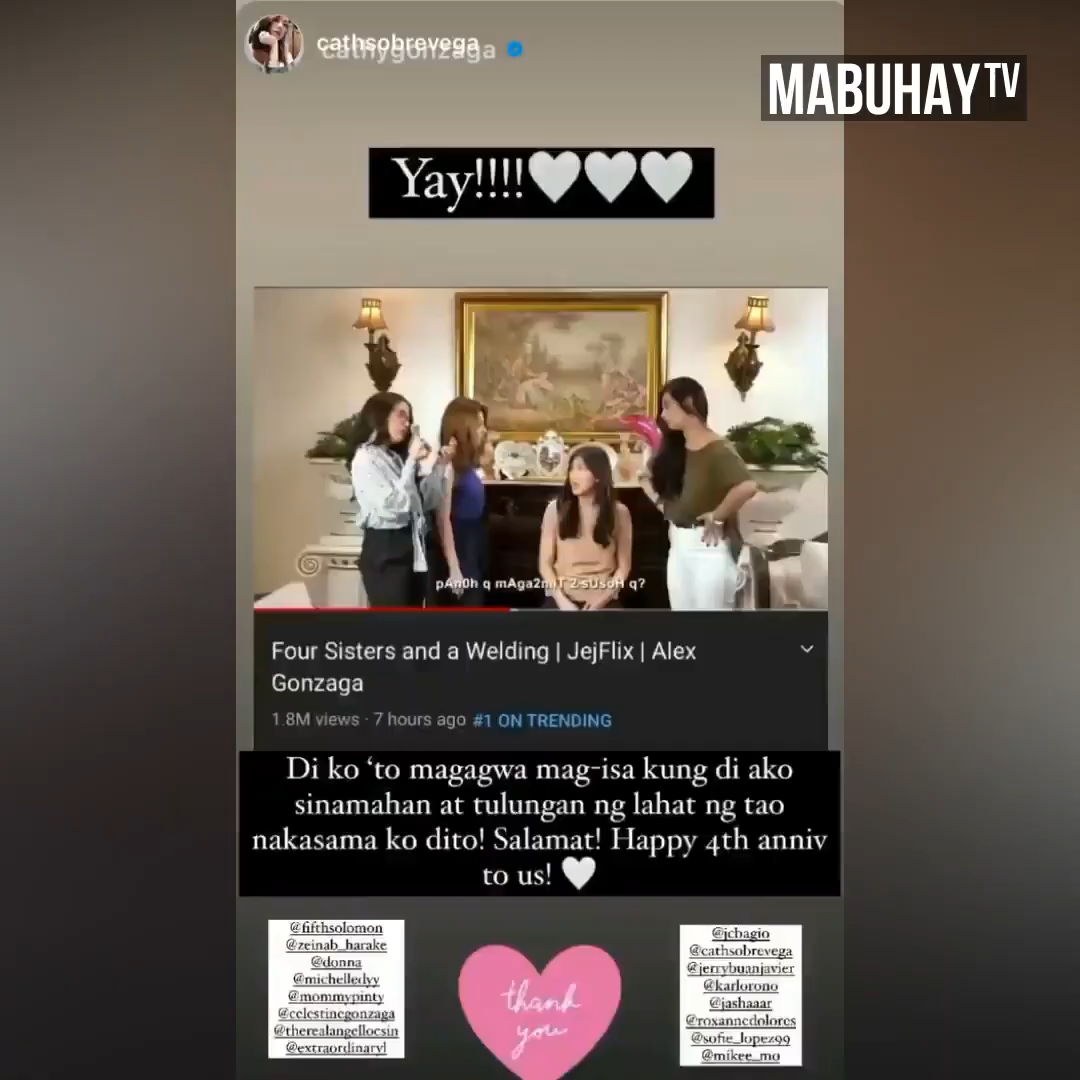 cathsobrevega
cathygonzaga
MABUHAY TV
Yay!!!!🤍🤍🤍
pAn0h q mAga2miT 2 sUsoH q?
Four Sisters and a Welding | JejFlix | Alex
Gonzaga
1.8M views · 7 hours ago #1 ON TRENDING
Di ko ‘to magagwa mag-isa kung di ako
sinamahan at tulungan ng lahat ng tao
nakasama ko dito! Salamat! Happy 4th anniv
to us! 🤍
@fifthsolomon
@zeinab_harake
@donna
@michelledyy
@mommypinty
@celestinegonzaga
@therealangellocsin
@extraordinaryl
thank
you
@jcbagio
@cathsobrevega
@jerrybuanjavier
@karlorono
@jashaaar
@roxannedolores
@sofie_lopez99
@mikee_mo